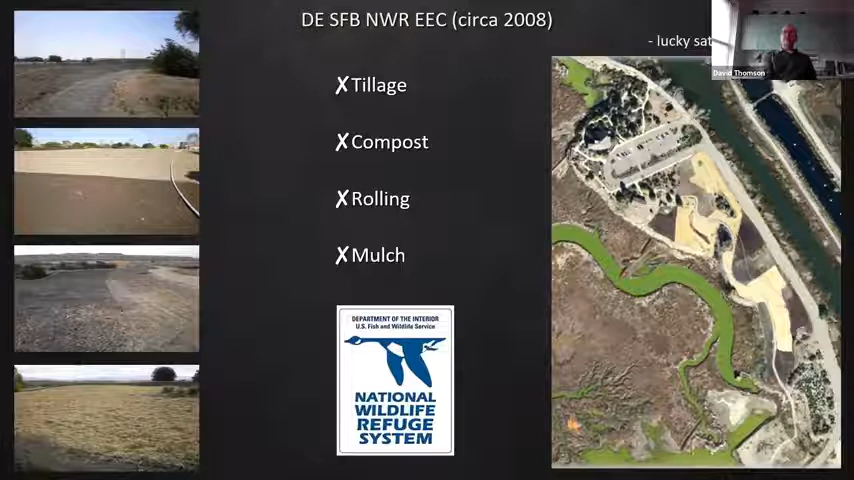 DE SFB NWR EEC (circa 2008)
- lucky
David Thomson
✗Tillage
✗Compost
✗Rolling
✗Mulch
DEPARTMENT OF THE INTERIOR
U.S. Fish and Wildlife Service
NATIONAL
WILDLIFE
REFUGE
SYSTEM